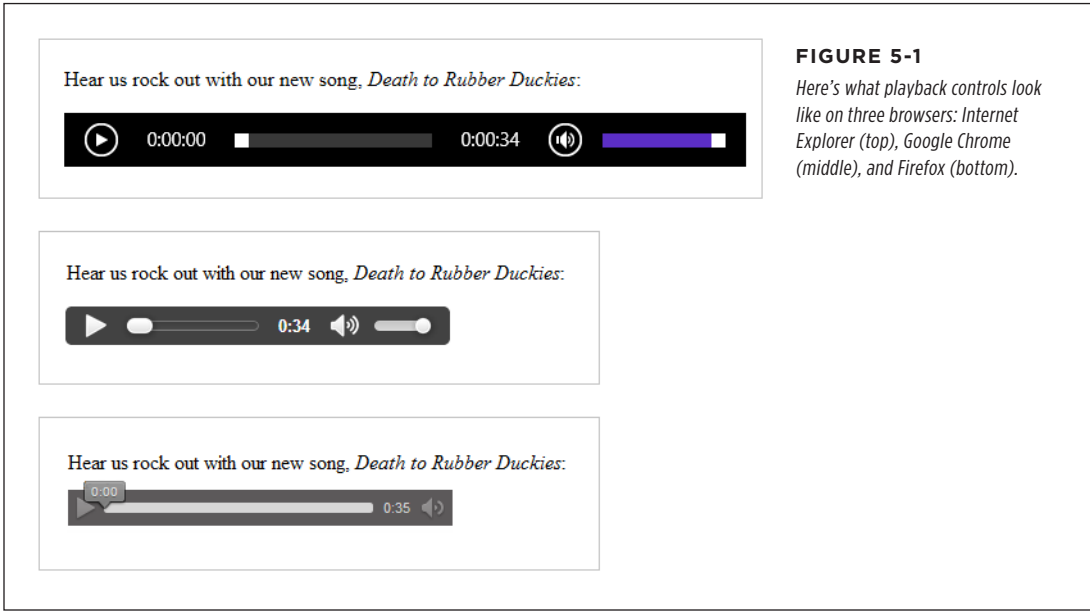 Hear us rock out with our new song, Death to Rubber Duckies:
0:00:00 0:00:34
Hear us rock out with our new song, Death to Rubber Duckies:
0:34
Hear us rock out with our new song, Death to Rubber Duckies:
0:00
0:35
FIGURE 5-1
Here's what playback controls look
like on three browsers: Internet
Explorer (top), Google Chrome
(middle), and Firefox (bottom).